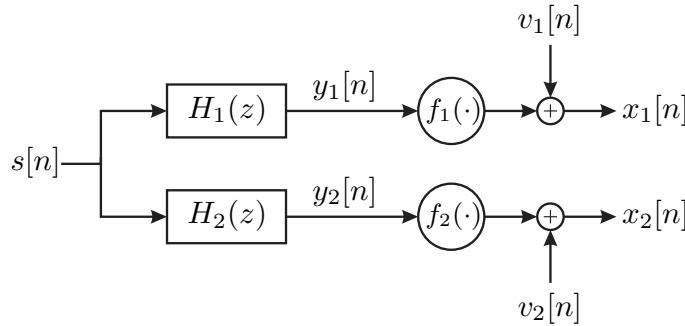 v₁[n]
H₁(z) y₁[n] f₁(·) + x₁[n]
s[n]
H₂(z) y₂[n] f₂(·) + x₂[n]
v₂[n]